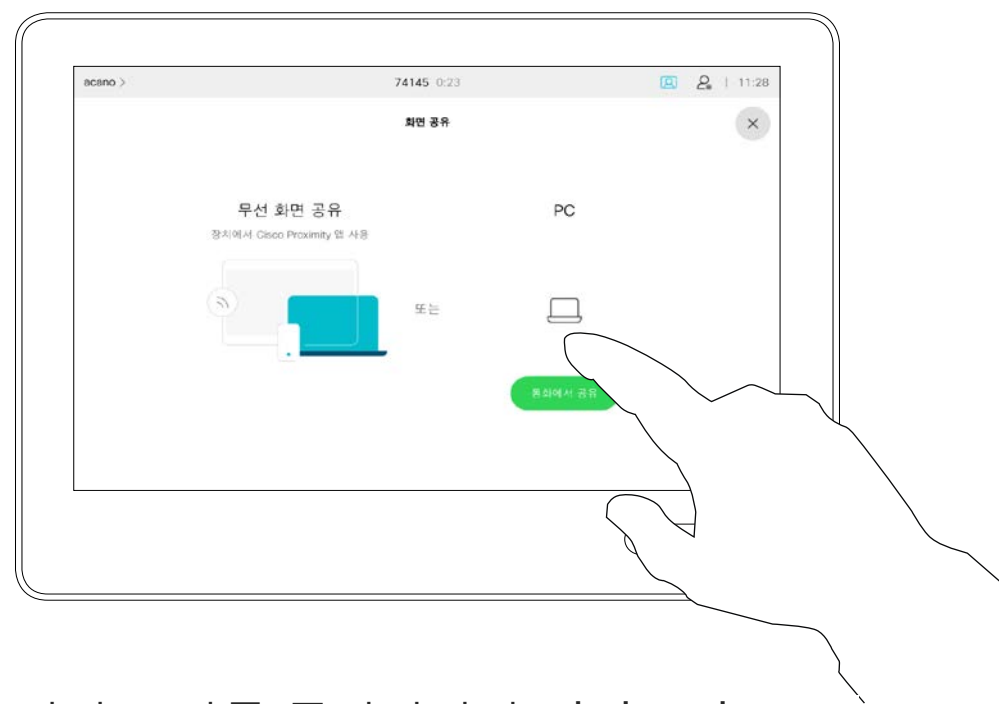 acano >
74145 0:23
11:28
화면 공유
무선 화면 공유
장치에서 Cisco Proximity 앱 사용
또는
PC
통화에서 공유